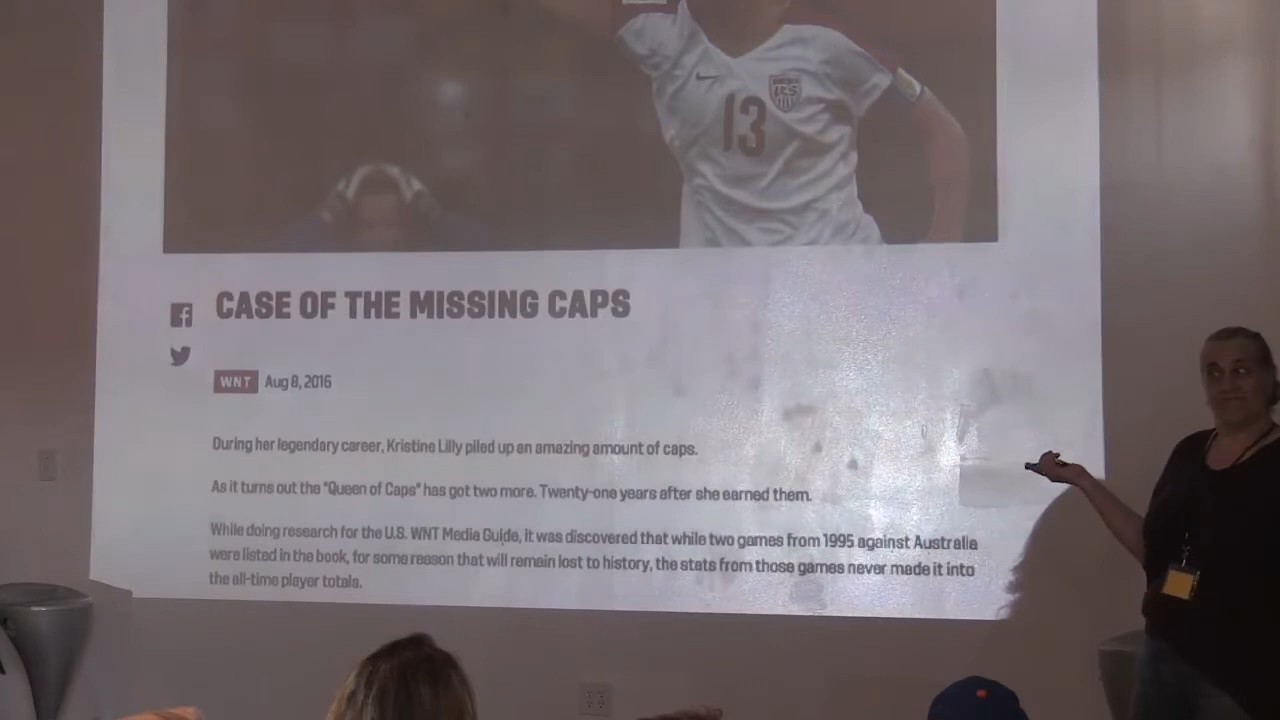 13
US
CASE OF THE MISSING CAPS
WNT Aug 8, 2016
During her legendary career, Kristine Lilly piled up an amazing amount of caps.
As it turns out the "Queen of Caps" has got two more. Twenty-one years after she earned them.
While doing research for the U.S. WNT Media Guide, it was discovered that while two games from 1995 against Australia
were listed in the book, for some reason that will remain lost to history, the stats from those games never made it into
the all-time player totals.